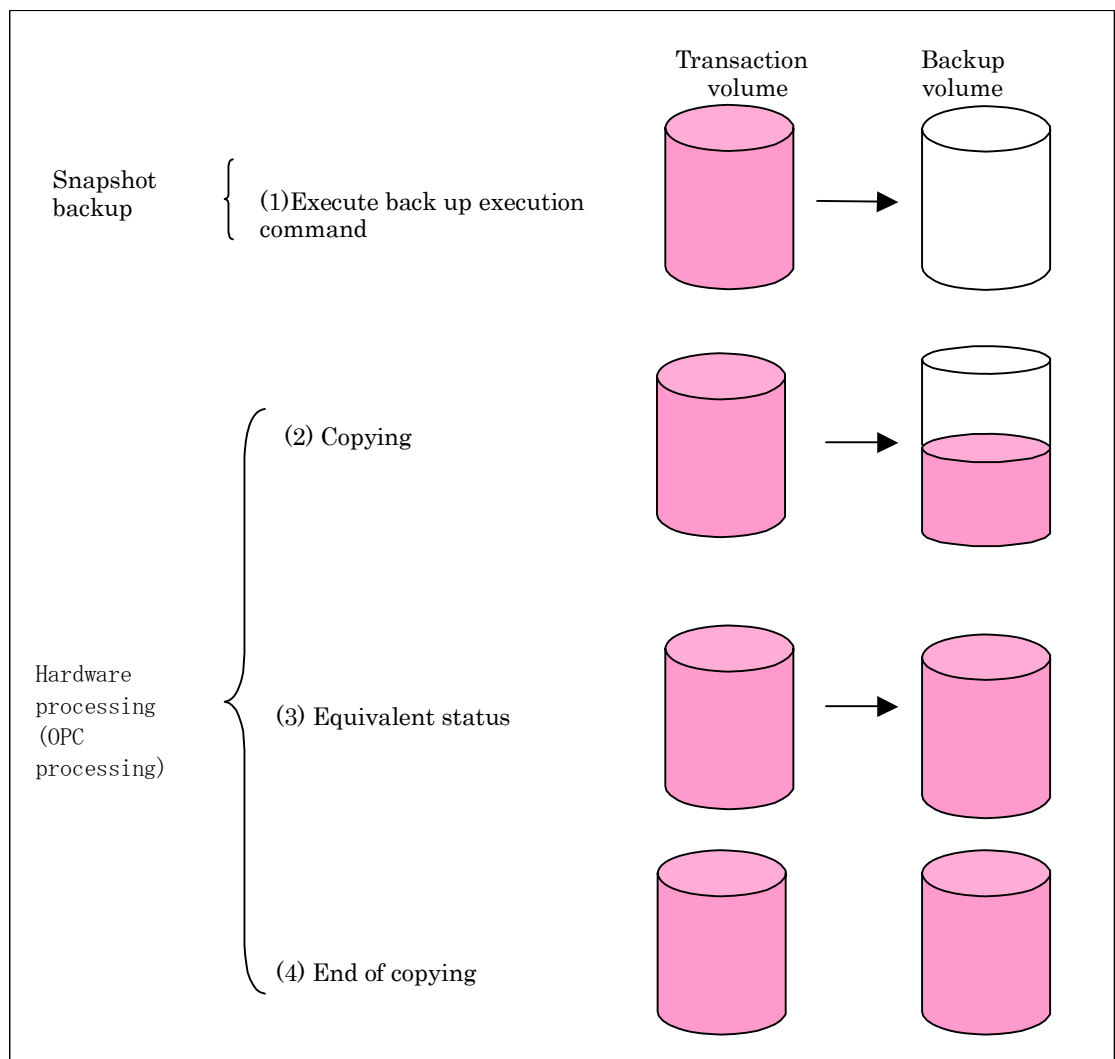 Transaction
volume
Backup
volume
Snapshot
backup
(1)Execute back up execution
command
(2) Copying
Hardware
processing
(OPC
processing)
(3) Equivalent status
(4) End of copying